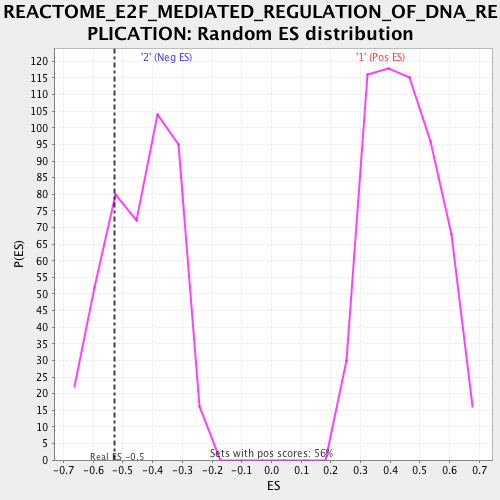 REACTOME_E2F_MEDIATED_REGULATION_OF_DNA_RE
PLICATION: Random ES distribution
'2' (Neg ES)
'1' (Pos ES)
120
115
110
105
100
95
90
85
80
75
70
65
60
55
50
45
40
35
30
25
20
15
10
5
0
P(ES)
Real ES -0.5
Sets with pos scores: 56%
-0.7 -0.6 -0.5 -0.4 -0.3 -0.2 -0.1 0.0 0.1 0.2 0.3 0.4 0.5 0.6 0.7
ES